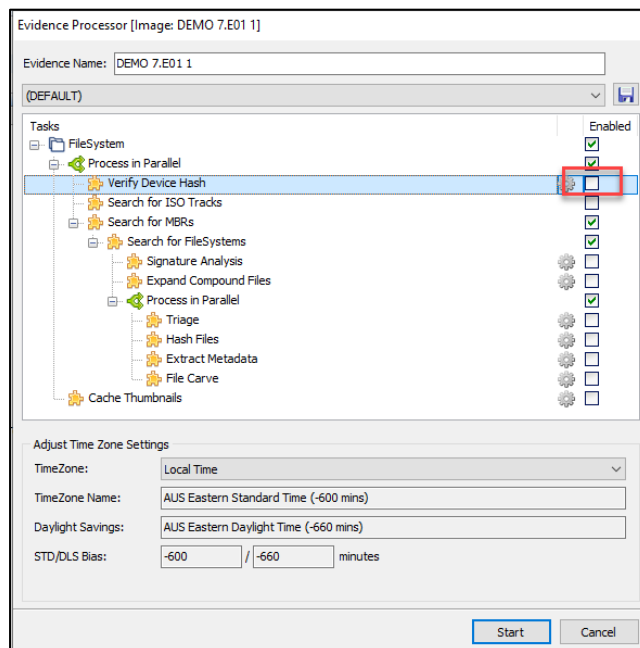 Evidence Processor [Image: DEMO 7.E01 1]
Evidence Name: DEMO 7.E01 1
(DEFAULT)
Tasks Enabled
FileSystem
Process in Parallel
Verify Device Hash
Search for ISO Tracks
Search for MBRs
Search for FileSystems
Signature Analysis
Expand Compound Files
Process in Parallel
Triage
Hash Files
Extract Metadata
File Carve
Cache Thumbnails
Adjust Time Zone Settings
TimeZone: Local Time
TimeZone Name: AUS Eastern Standard Time (-600 mins)
Daylight Savings: AUS Eastern Daylight Time (-660 mins)
STD/DLS Bias: -600 / -660 minutes
Start Cancel